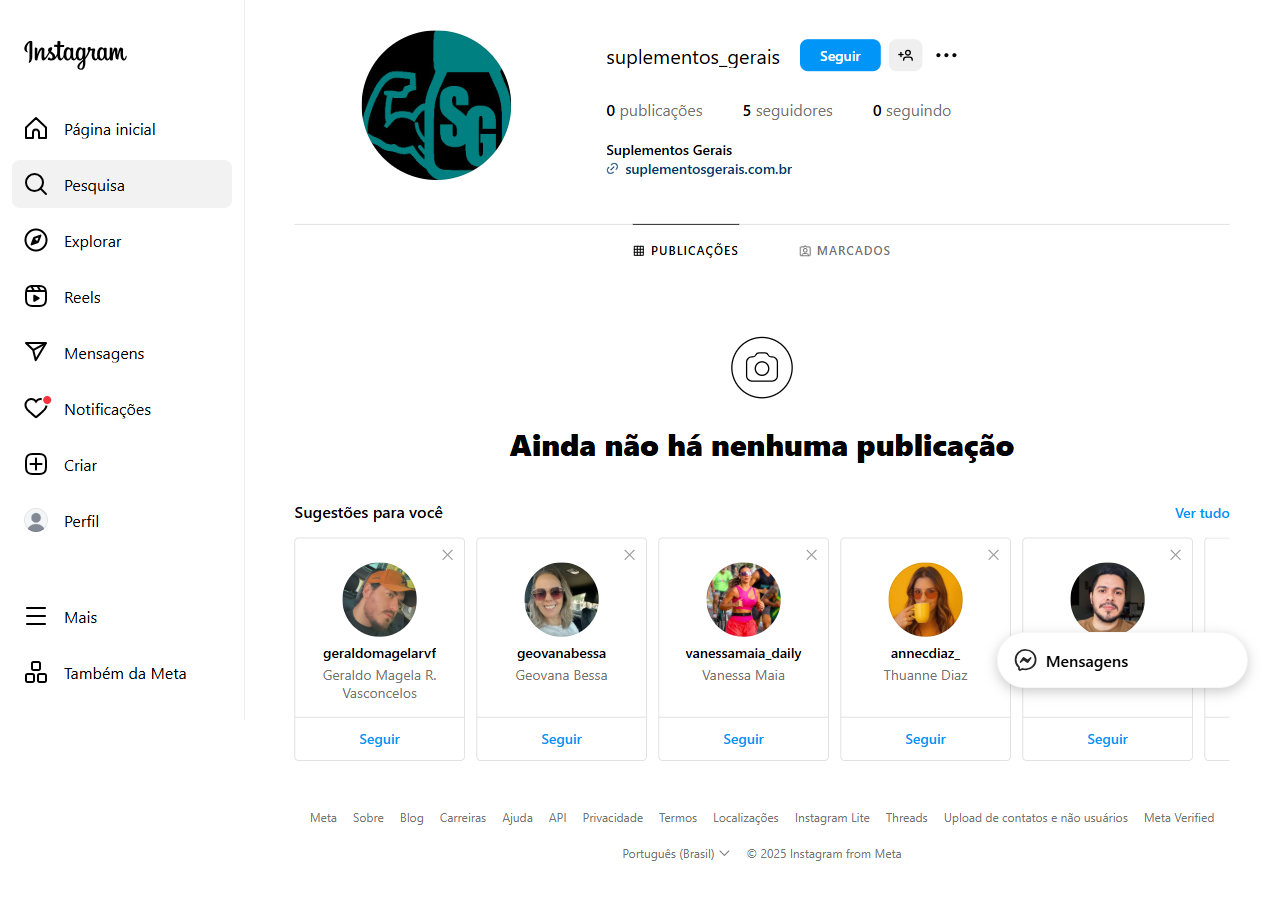 Instagram
Página inicial
Pesquisa
Explorar
Reels
Mensagens
Notificações
Criar
Perfil
Mais
Também da Meta
SG
suplementos_gerais Seguir
0 publicações 5 seguidores 0 seguindo
Suplementos Gerais
suplementosgerais.com.br
PUBLICAÇÕES MARCADOS
Ainda não há nenhuma publicação
Sugestões para você Ver tudo
geraldomagelarvf
Geraldo Magela R.
Vasconcelos
Seguir
geovanabessa
Geovana Bessa
Seguir
vanessamaia_daily
Vanessa Maia
Seguir
annecdiaz_
Thuanne Diaz
Seguir
Seguir
Mensagens
Meta Sobre Blog Carreiras Ajuda API Privacidade Termos Localizações Instagram Lite Threads Upload de contatos e não usuários Meta Verified
Português (Brasil) © 2025 Instagram from Meta